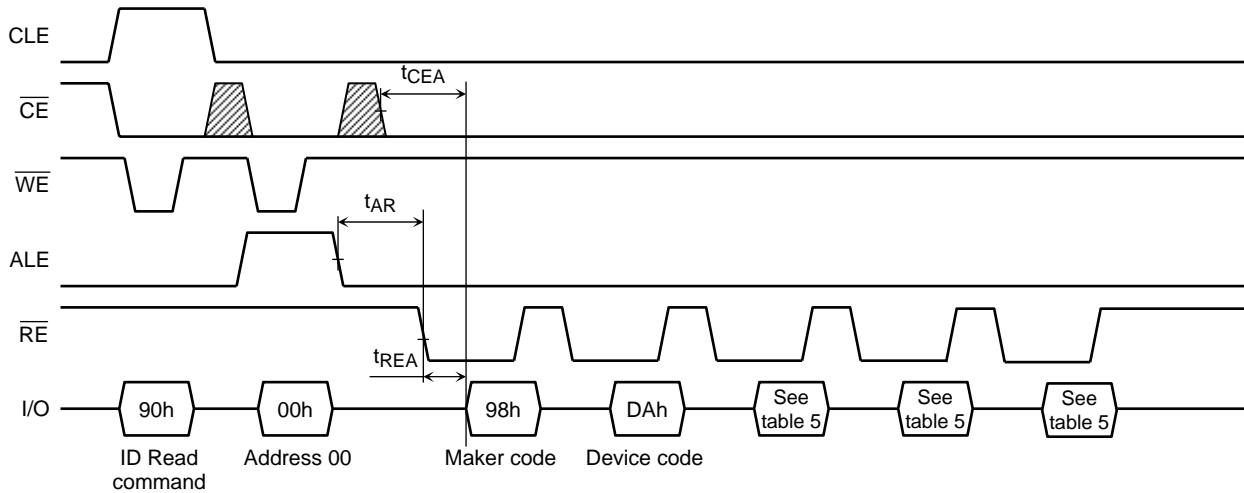 CLE
tCEA
CE
WE
tAR
ALE
RE
tREA
I/O
90h
00h
98h
DAh
See
table 5
See
table 5
See
table 5
ID Read
command
Address 00
Maker code
Device code